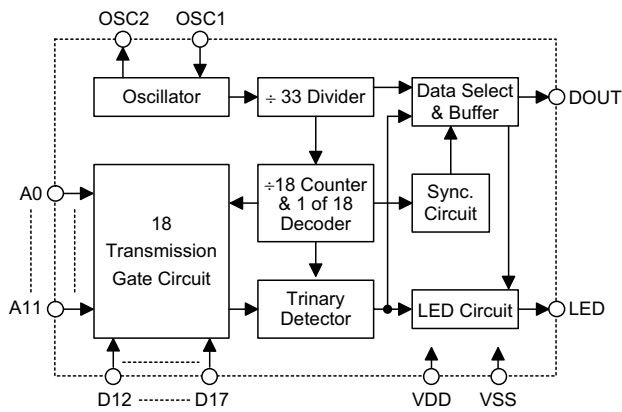 OSC2 OSC1
Oscillator
÷ 33 Divider
Data Select
& Buffer
DOUT
A0
18
Transmission
Gate Circuit
÷18 Counter
& 1 of 18
Decoder
Sync.
Circuit
A11
Trinary
Detector
LED Circuit
LED
D12 D17 VDD VSS